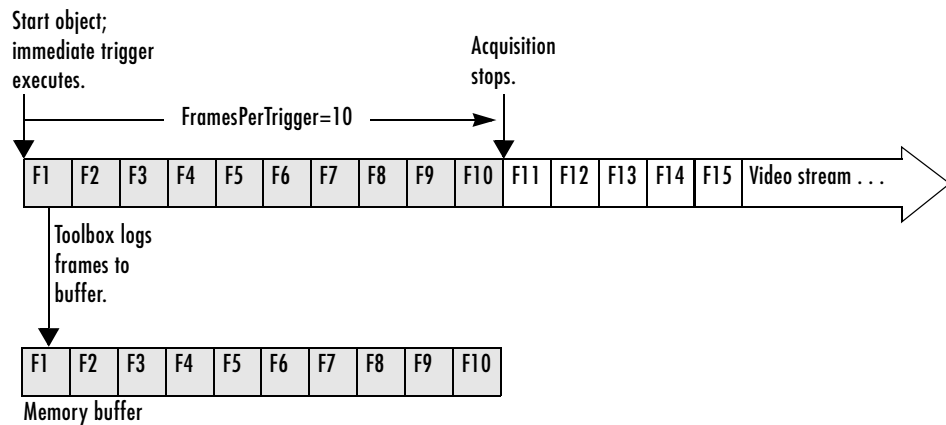 Start object;
immediate trigger
executes.
Acquisition
stops.
FramesPerTrigger=10
F1 F2 F3 F4 F5 F6 F7 F8 F9 F10 F11 F12 F13 F14 F15 Video stream . . .
Toolbox logs
frames to
buffer.
F1 F2 F3 F4 F5 F6 F7 F8 F9 F10
Memory buffer